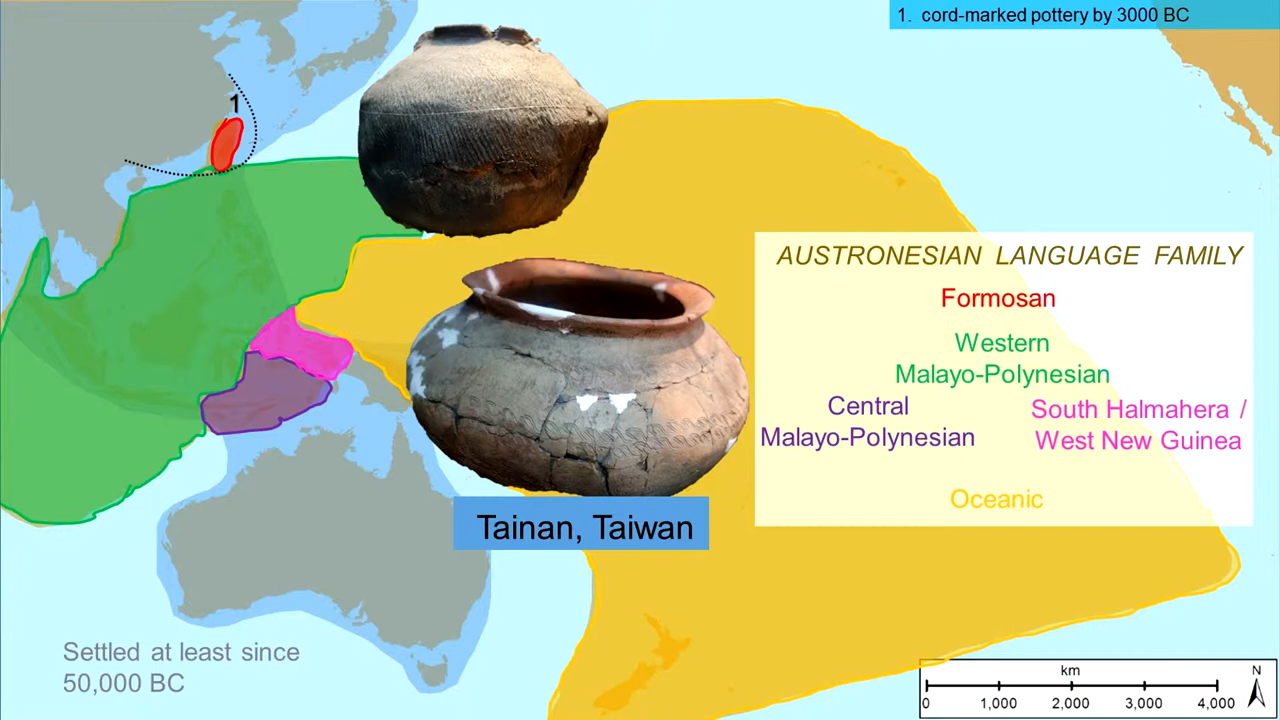 1. cord-marked pottery by 3000 BC
1
AUSTRONESIAN LANGUAGE FAMILY
Formosan
Western
Malayo-Polynesian
Central
Malayo-Polynesian
South Halmahera /
West New Guinea
Oceanic
Tainan, Taiwan
Settled at least since
50,000 BC
km
N
0 1,000 2,000 3,000 4,000